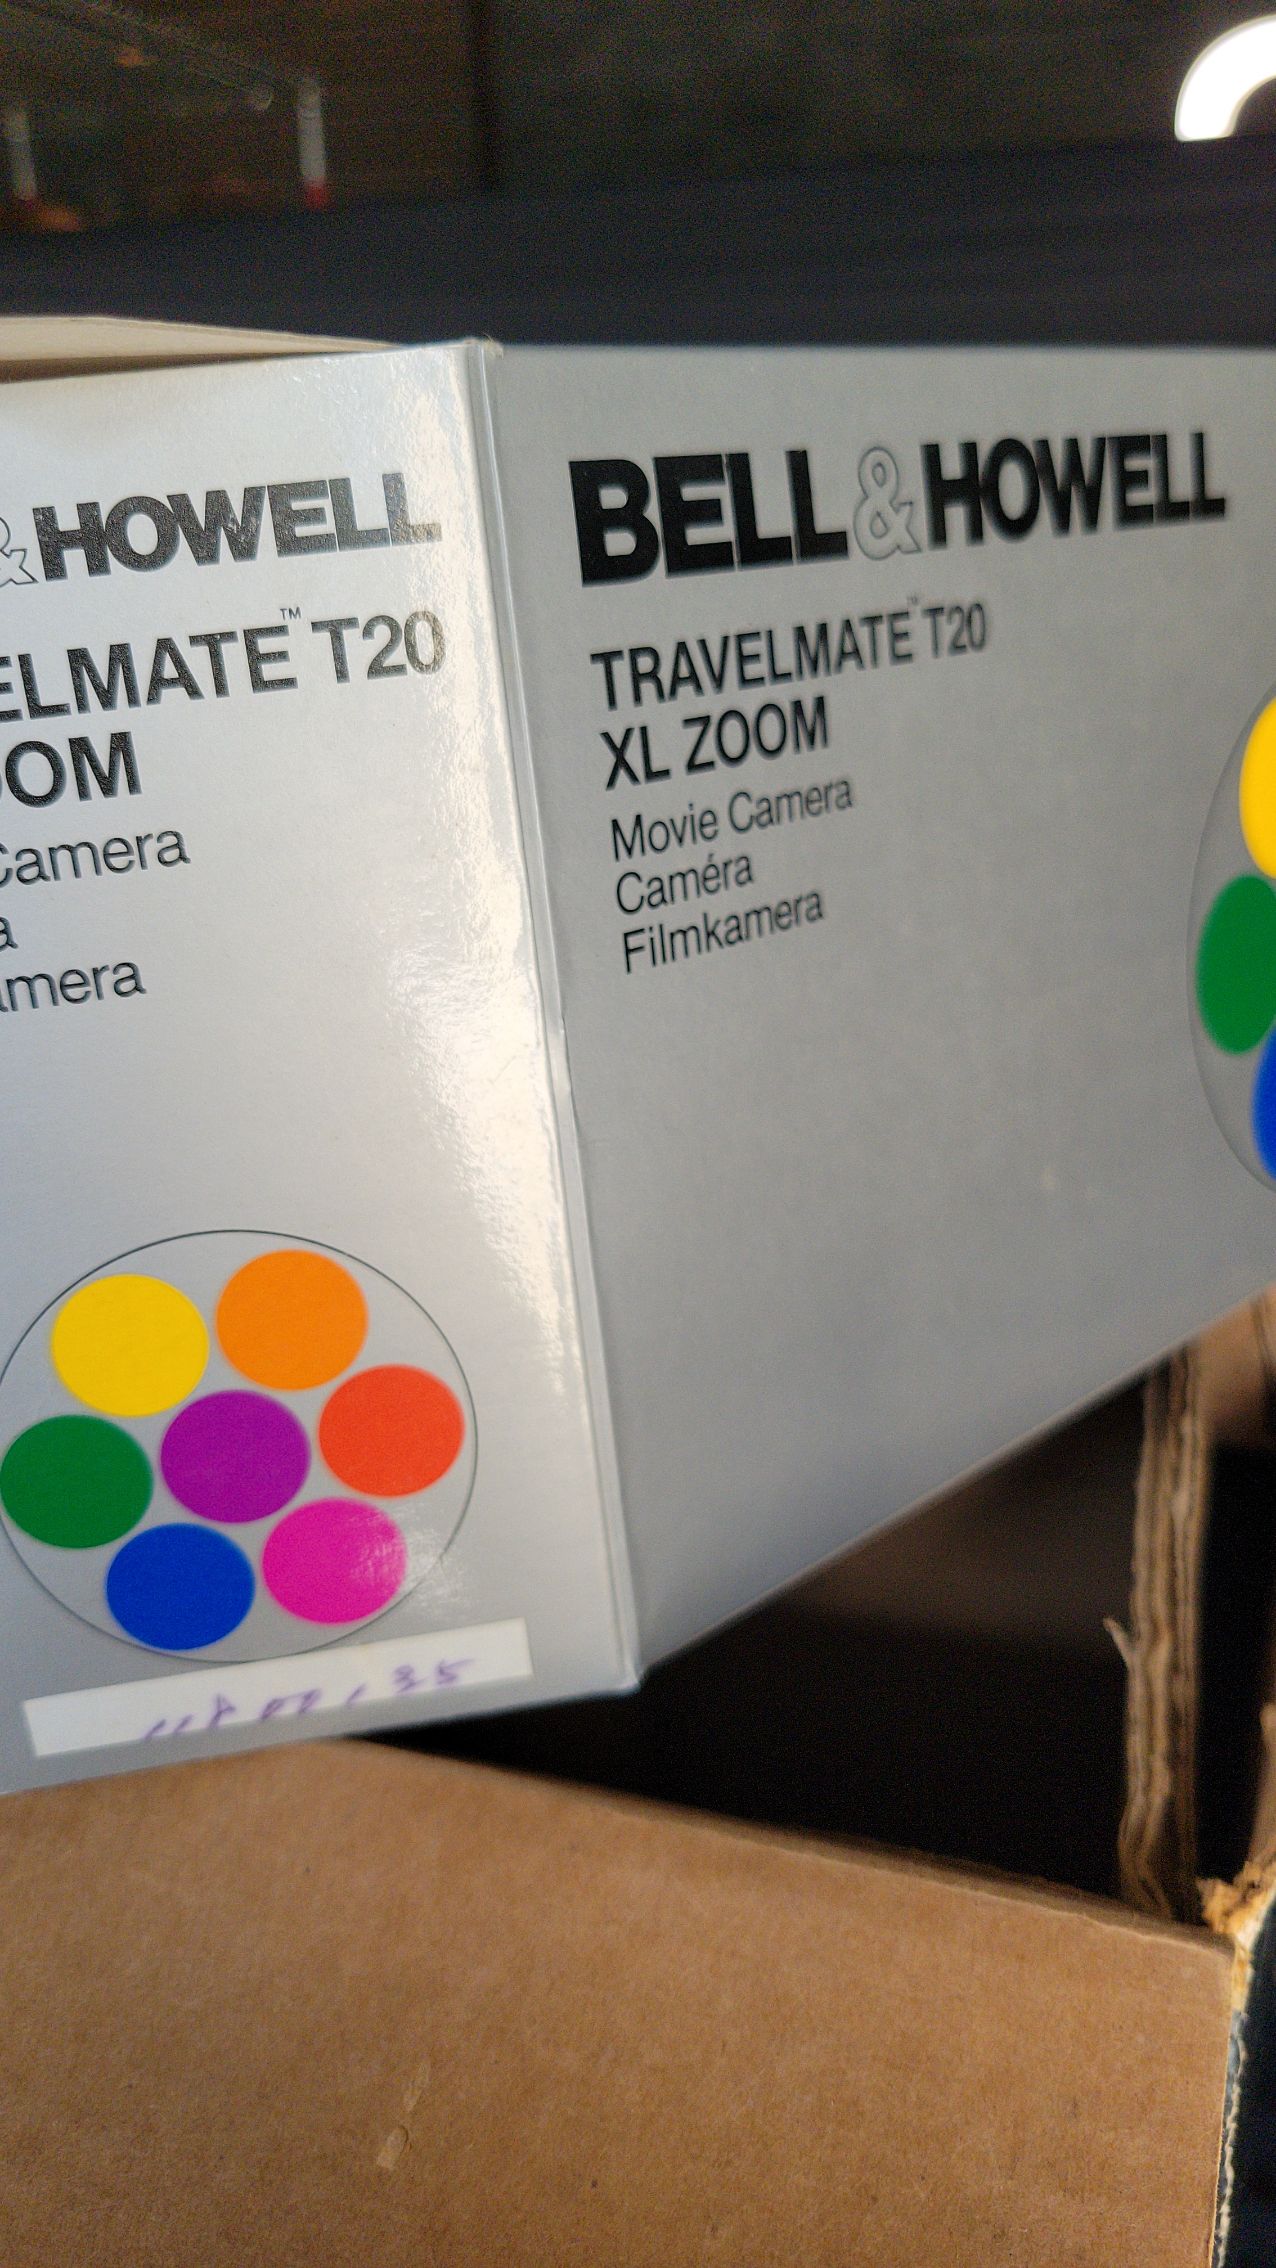 & HOWELL
ELMATE™ T20
OOM
Camera
a
amera
BELL & HOWELL
TRAVELMATE™ T20
XL ZOOM
Movie Camera
Caméra
Filmkamera